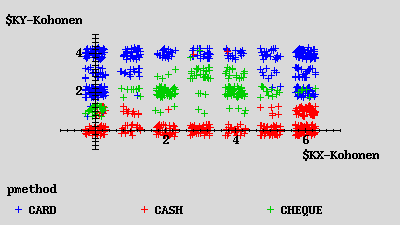 $KY-Kohonen
4
2
2
4
6
$KX-Kohonen
pmethod
CARD CASH CHEQUE